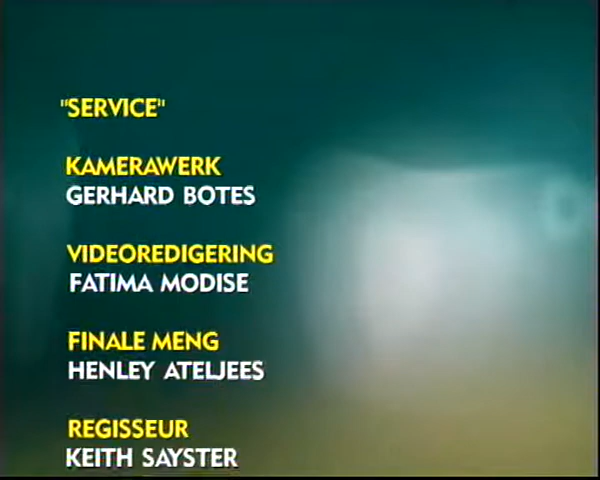 "SERVICE"
KAMERAWERK
GERHARD BOTES
VIDEOREDIGERING
FATIMA MODISE
FINALE MENG
HENLEY ATELJEES
REGISSEUR
KEITH SAYSTER